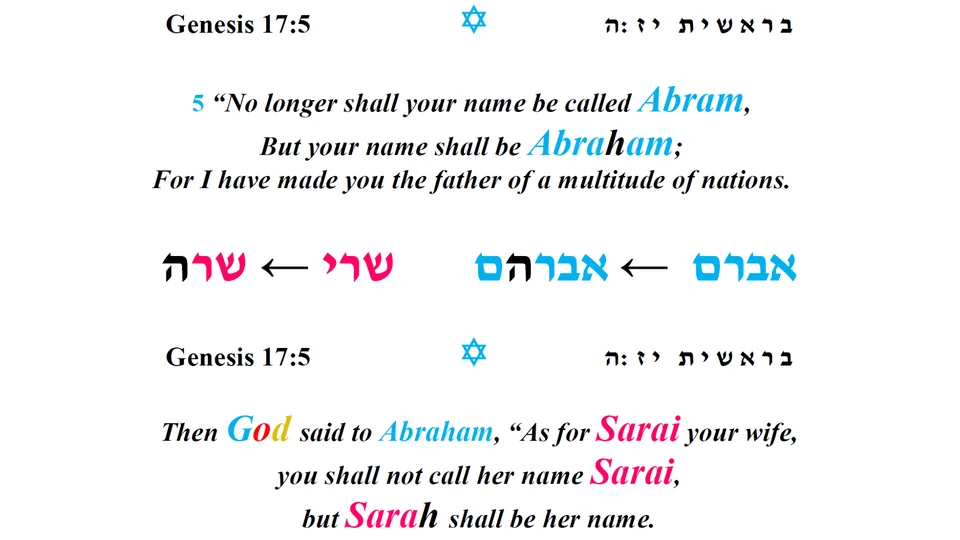 Genesis 17:5 ✡ בראשית יז:ה
5 “No longer shall your name be called Abram,
But your name shall be Abraham;
For I have made you the father of a multitude of nations.
אברם ← אברהם שרי ← שרה
Genesis 17:5 ✡ בראשית יז:ה
Then God said to Abraham, “As for Sarai your wife,
you shall not call her name Sarai,
but Sarah shall be her name.